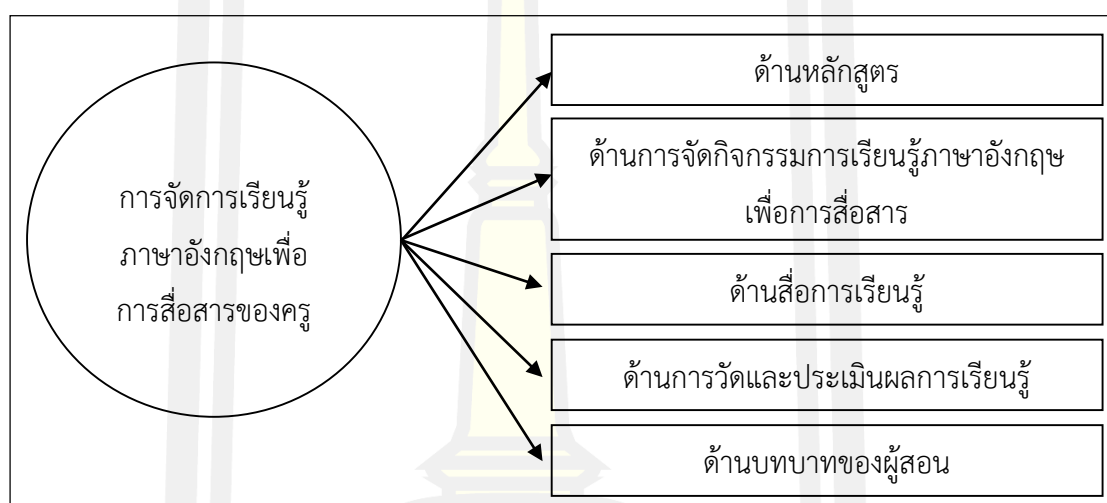 การจัดการเรียนรู้
ภาษาอังกฤษเพื่อ
การสื่อสารของครู
ด้านหลักสูตร
ด้านการจัดกิจกรรมการเรียนรู้ภาษาอังกฤษ
เพื่อการสื่อสาร
ด้านสื่อการเรียนรู้
ด้านการวัดและประเมินผลการเรียนรู้
ด้านบทบาทของผู้สอน